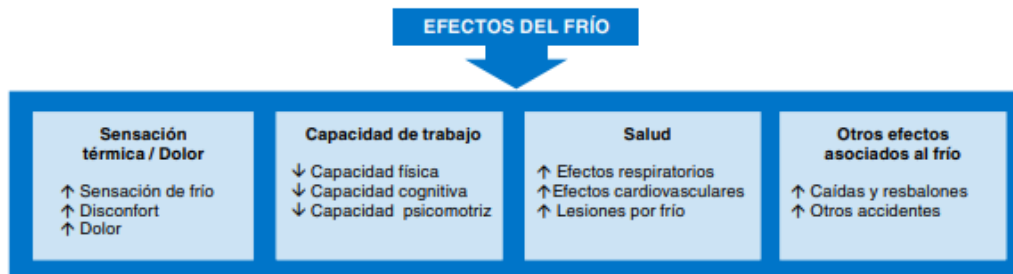 EFECTOS DEL FRÍO
Sensación
térmica / Dolor
↑ Sensación de frío
↑ Disconfort
↑ Dolor
Capacidad de trabajo
↓ Capacidad física
↓ Capacidad cognitiva
↓ Capacidad psicomotriz
Salud
↑ Efectos respiratorios
↑Efectos cardiovasculares
↑ Lesiones por frío
Otros efectos
asociados al frío
↑ Caídas y resbalones
↑ Otros accidentes